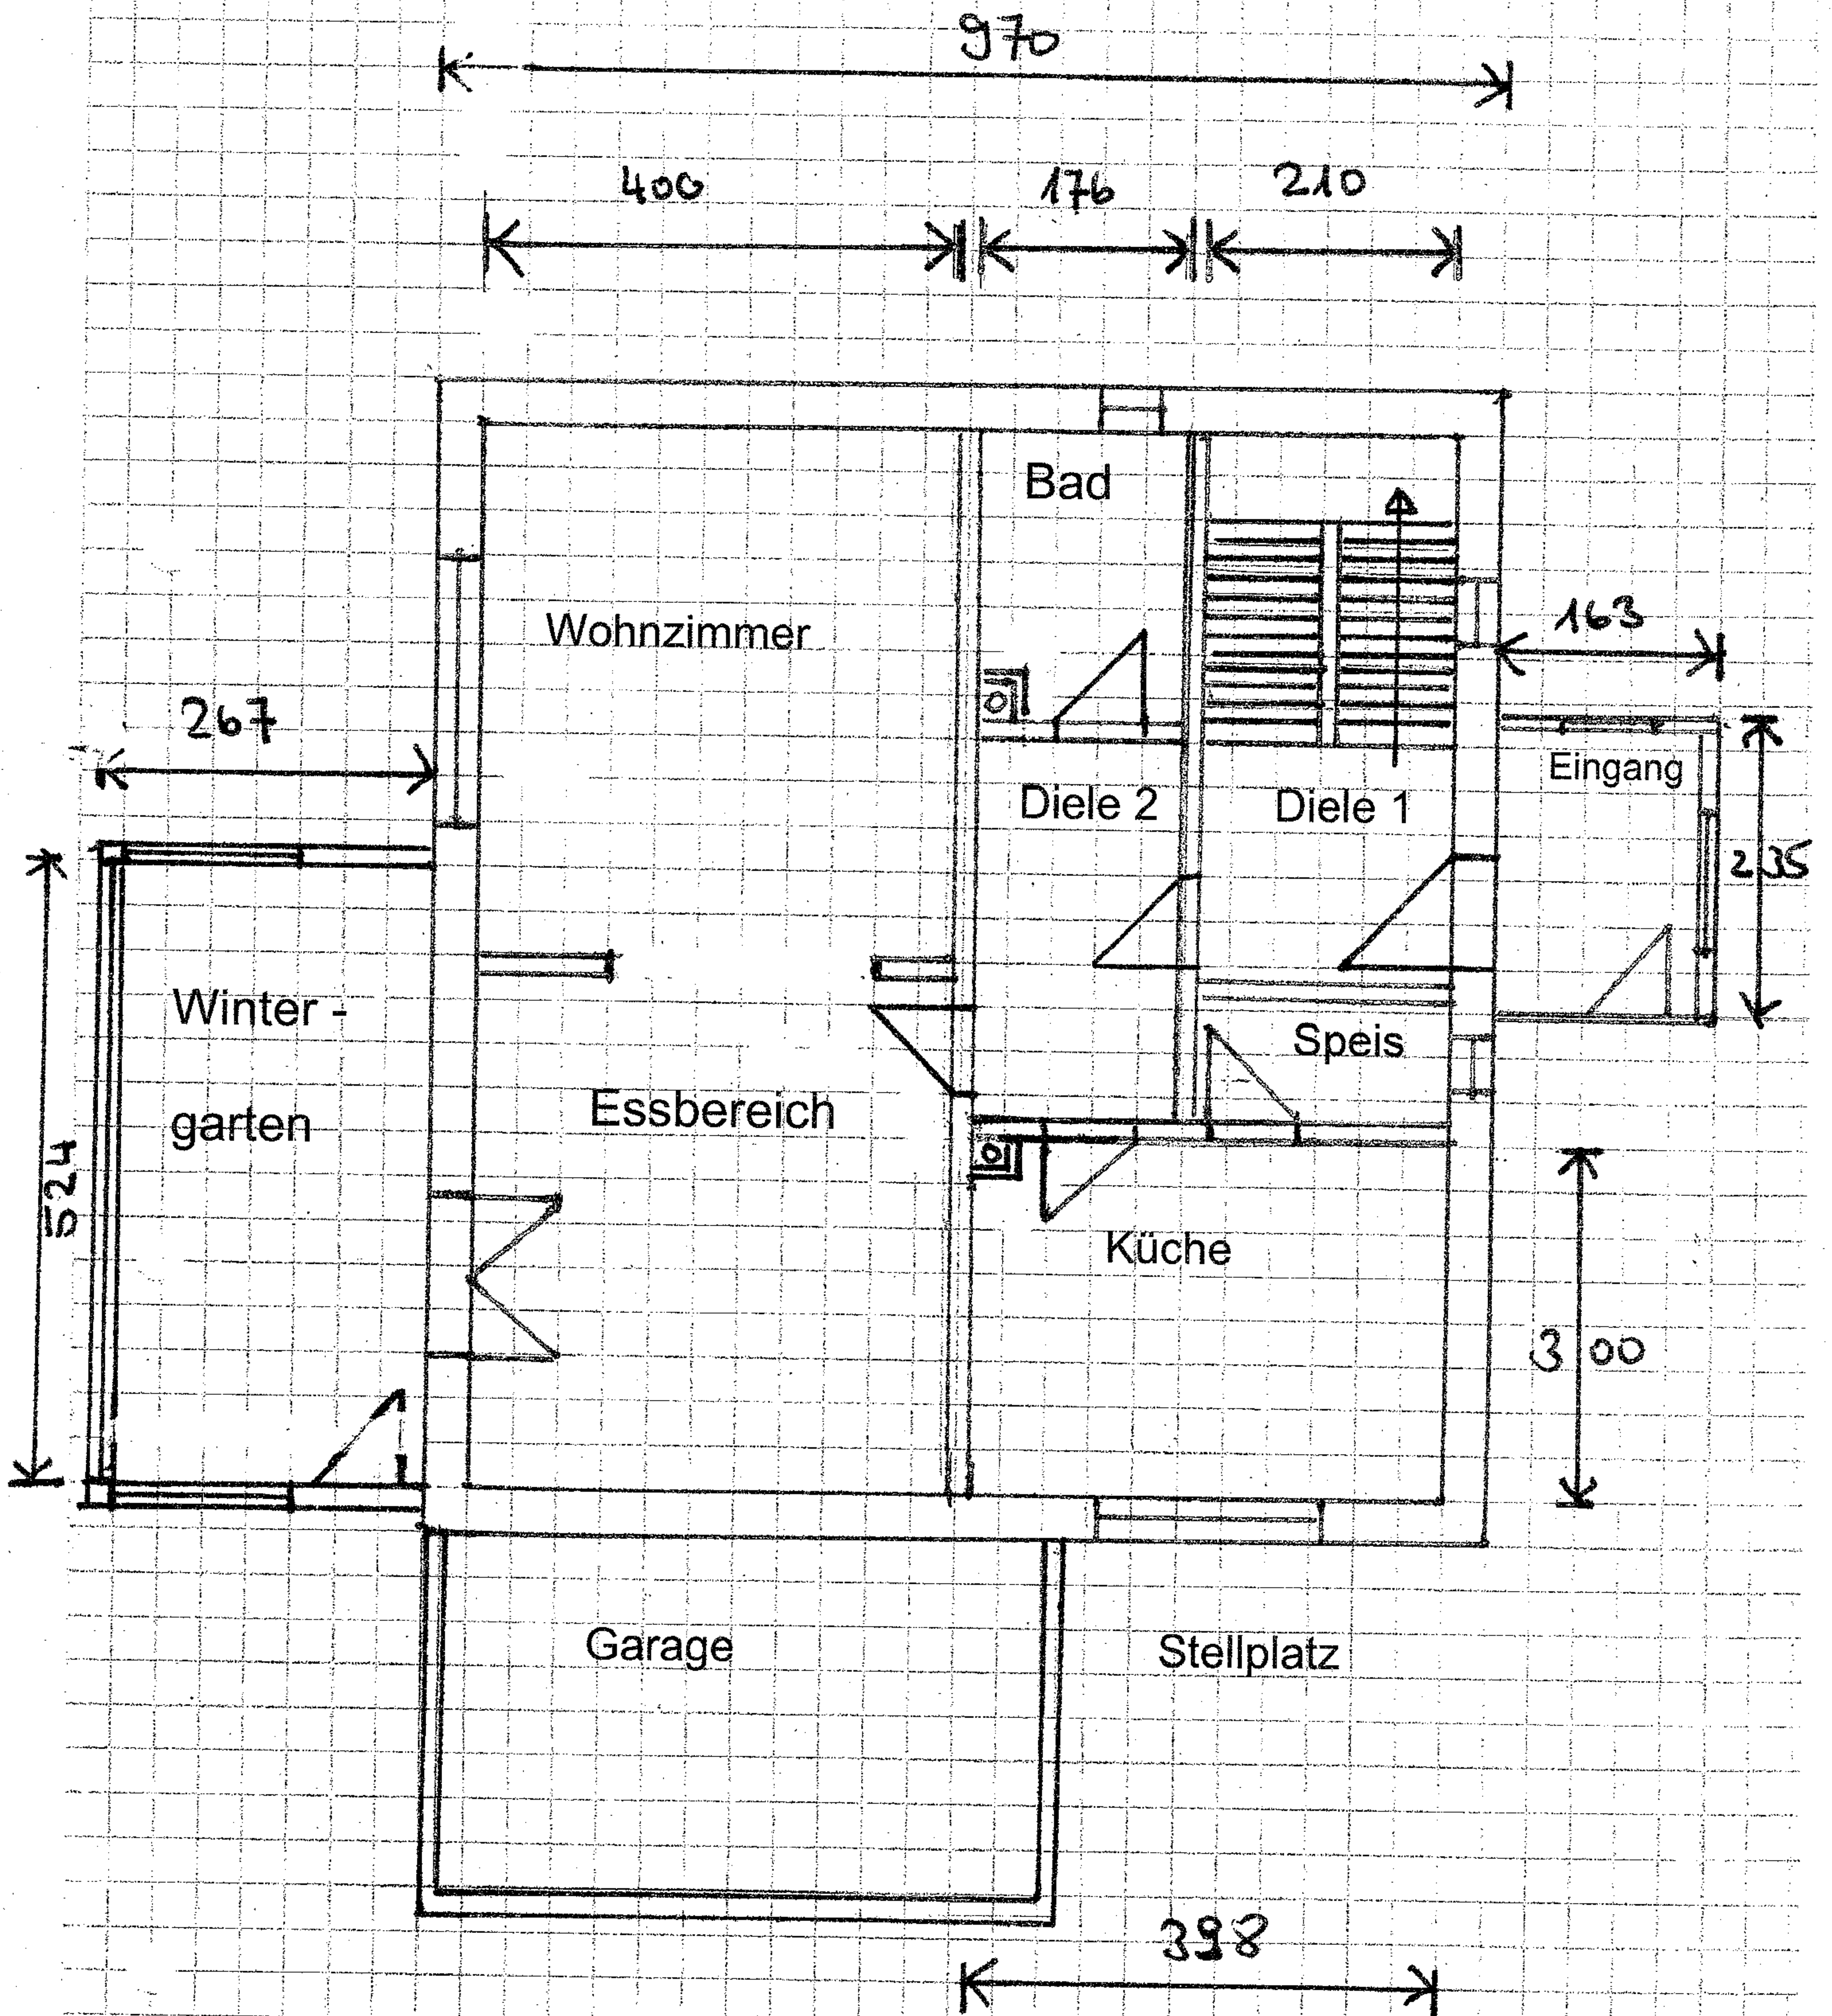 970
400 176 210
Bad
163
Wohnzimmer
267
Eingang
Diele 2 Diele 1
235
Winter -
Speis
Essbereich
garten
524
Küche
300
Garage
Stellplatz
398